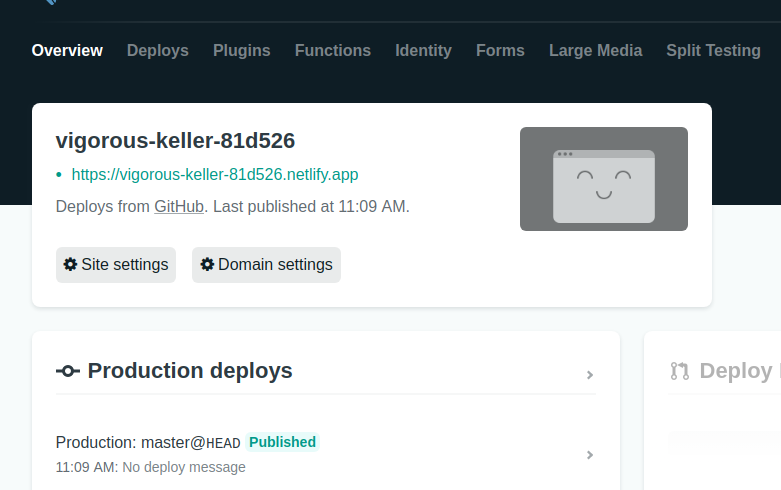 Overview Deploys Plugins Functions Identity Forms Large Media Split Testing
vigorous-keller-81d526
• https://vigorous-keller-81d526.netlify.app
Deploys from GitHub. Last published at 11:09 AM.
Site settings Domain settings
Production deploys
Deploy
Production: master@HEAD Published
11:09 AM: No deploy message